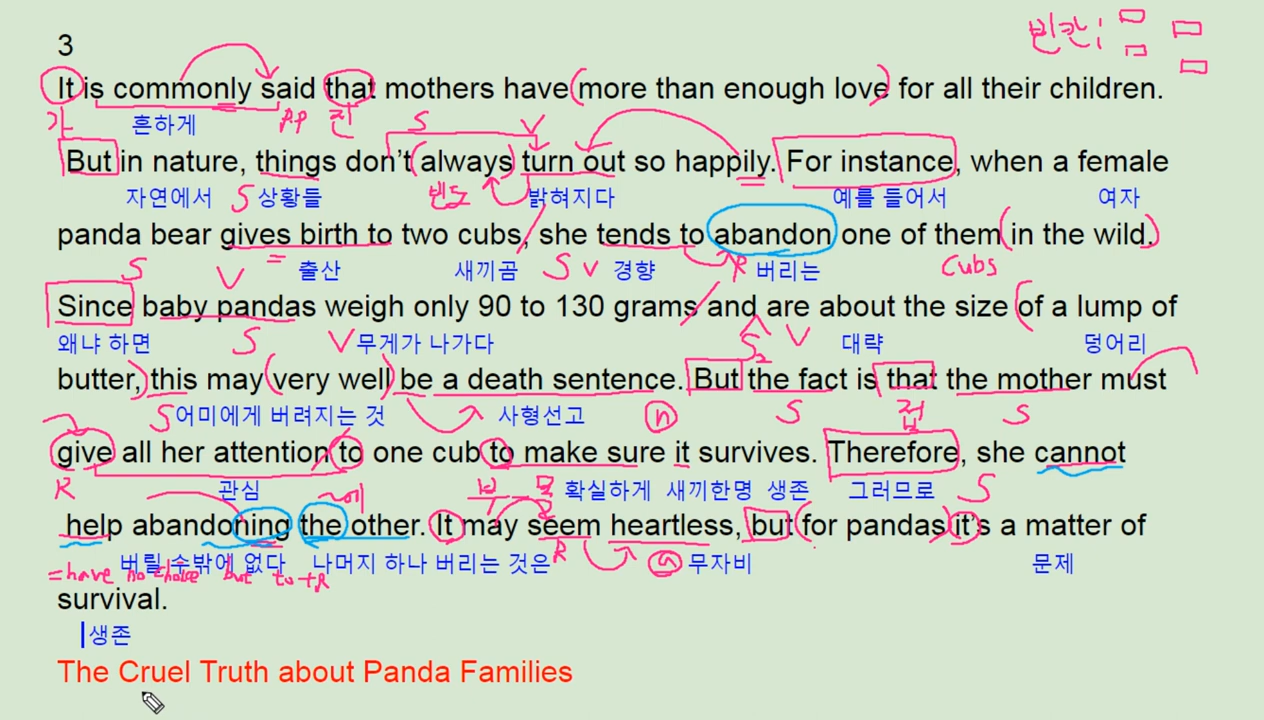 3
빈칸;
It is commonly said that mothers have (more than enough love) for all their children.
가 흔하게 pp 진 S V
But in nature, things don't (always) turn out so happily. For instance, when a female
자연에서 S 상황들 빈도 밝혀지다 예를 들어서 여자
panda bear gives birth to two cubs, she tends to abandon one of them (in the wild.)
S V 출산 새끼곰 S V 경향 R 버리는 cubs
Since baby pandas weigh only 90 to 130 grams and are about the size (of a lump of
왜냐 하면 S V 무게가 나가다 S2 V 대략 덩어리
butter,) this may (very well) be a death sentence. But the fact is that the mother must
S 어미에게 버려지는 것 사형선고 n S 접 S
give all her attention to one cub to make sure it survives. Therefore, she cannot
R 관심 ~에 부 목 확실하게 새끼한명 생존 그러므로 S
help abandoning the other. It may seem heartless, but (for pandas) it's a matter of
버릴 수밖에 없다 나머지 하나 버리는 것은 R a 무자비 문제
= have no choice but to +R
survival.
생존
The Cruel Truth about Panda Families